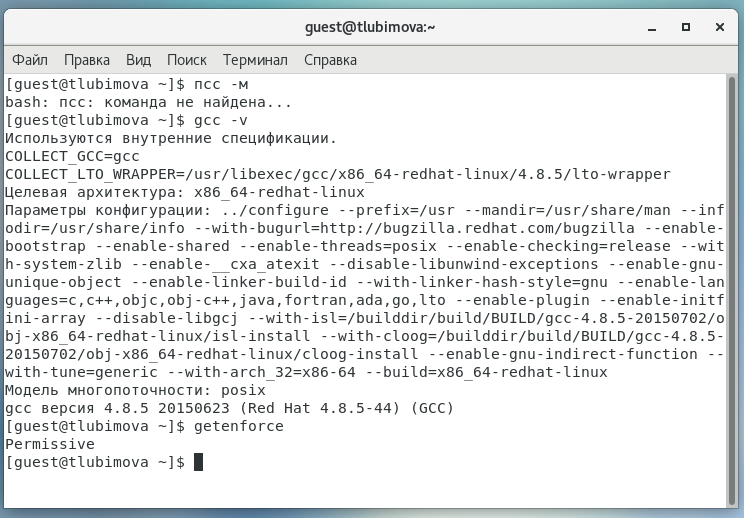 guest@tlubimova:~
Файл Правка Вид Поиск Терминал Справка
[guest@tlubimova ~]$ псс -м
bash: псс: команда не найдена...
[guest@tlubimova ~]$ gcc -v
Используются внутренние спецификации.
COLLECT_GCC=gcc
COLLECT_LTO_WRAPPER=/usr/libexec/gcc/x86_64-redhat-linux/4.8.5/lto-wrapper
Целевая архитектура: x86_64-redhat-linux
Параметры конфигурации: ../configure --prefix=/usr --mandir=/usr/share/man --inf
odir=/usr/share/info --with-bugurl=http://bugzilla.redhat.com/bugzilla --enable-
bootstrap --enable-shared --enable-threads=posix --enable-checking=release --wit
h-system-zlib --enable-__cxa_atexit --disable-libunwind-exceptions --enable-gnu-
unique-object --enable-linker-build-id --with-linker-hash-style=gnu --enable-lan
guages=c,c++,objc,obj-c++,java,fortran,ada,go,lto --enable-plugin --enable-initf
ini-array --disable-libgcj --with-isl=/builddir/build/BUILD/gcc-4.8.5-20150702/o
bj-x86_64-redhat-linux/isl-install --with-cloog=/builddir/build/BUILD/gcc-4.8.5-
20150702/obj-x86_64-redhat-linux/cloog-install --enable-gnu-indirect-function --
with-tune=generic --with-arch_32=x86-64 --build=x86_64-redhat-linux
Модель многопоточности: posix
gcc версия 4.8.5 20150623 (Red Hat 4.8.5-44) (GCC)
[guest@tlubimova ~]$ getenforce
Permissive
[guest@tlubimova ~]$